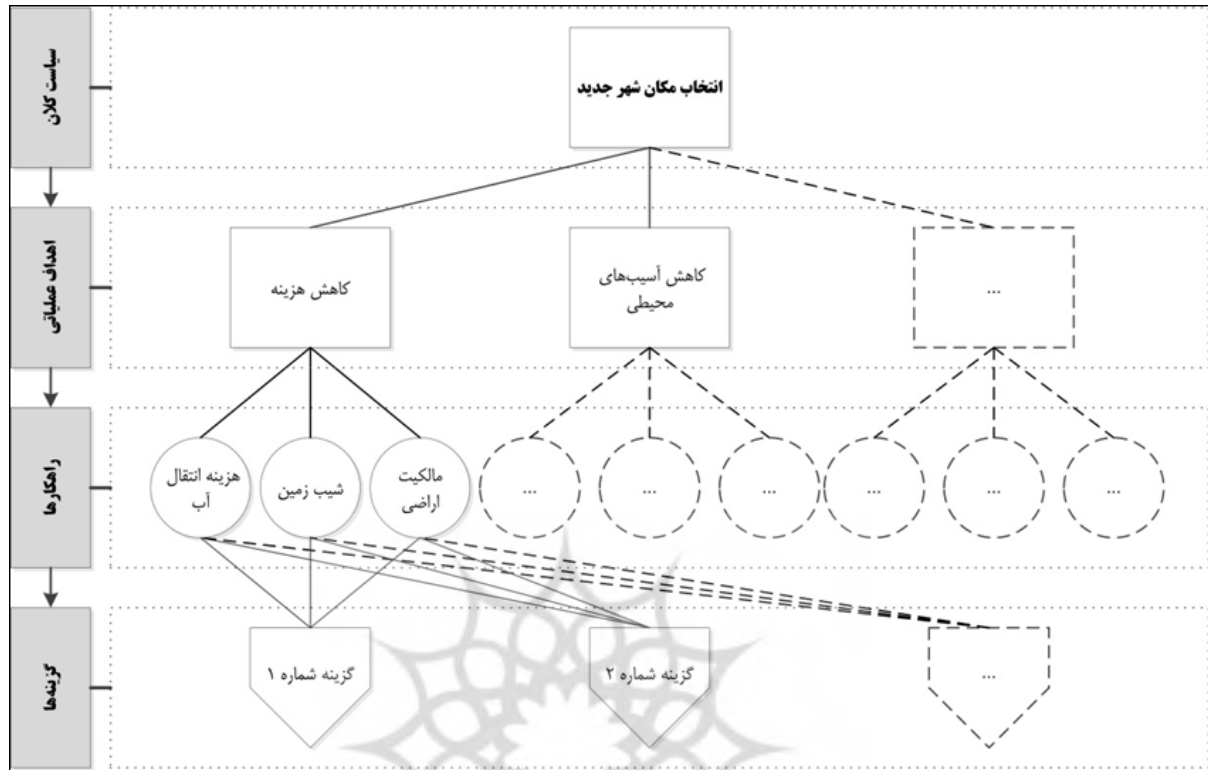 سیاست کلان
انتخاب مکان شهر جدید
اهداف عملیاتی
کاهش هزینه
کاهش آسیب‌های
محیطی
...
راهکارها
هزینه انتقال
آب
شیب زمین
مالکیت
اراضی
...
...
...
...
...
...
گزینه‌ها
گزینه شماره ۱
گزینه شماره ۲
...